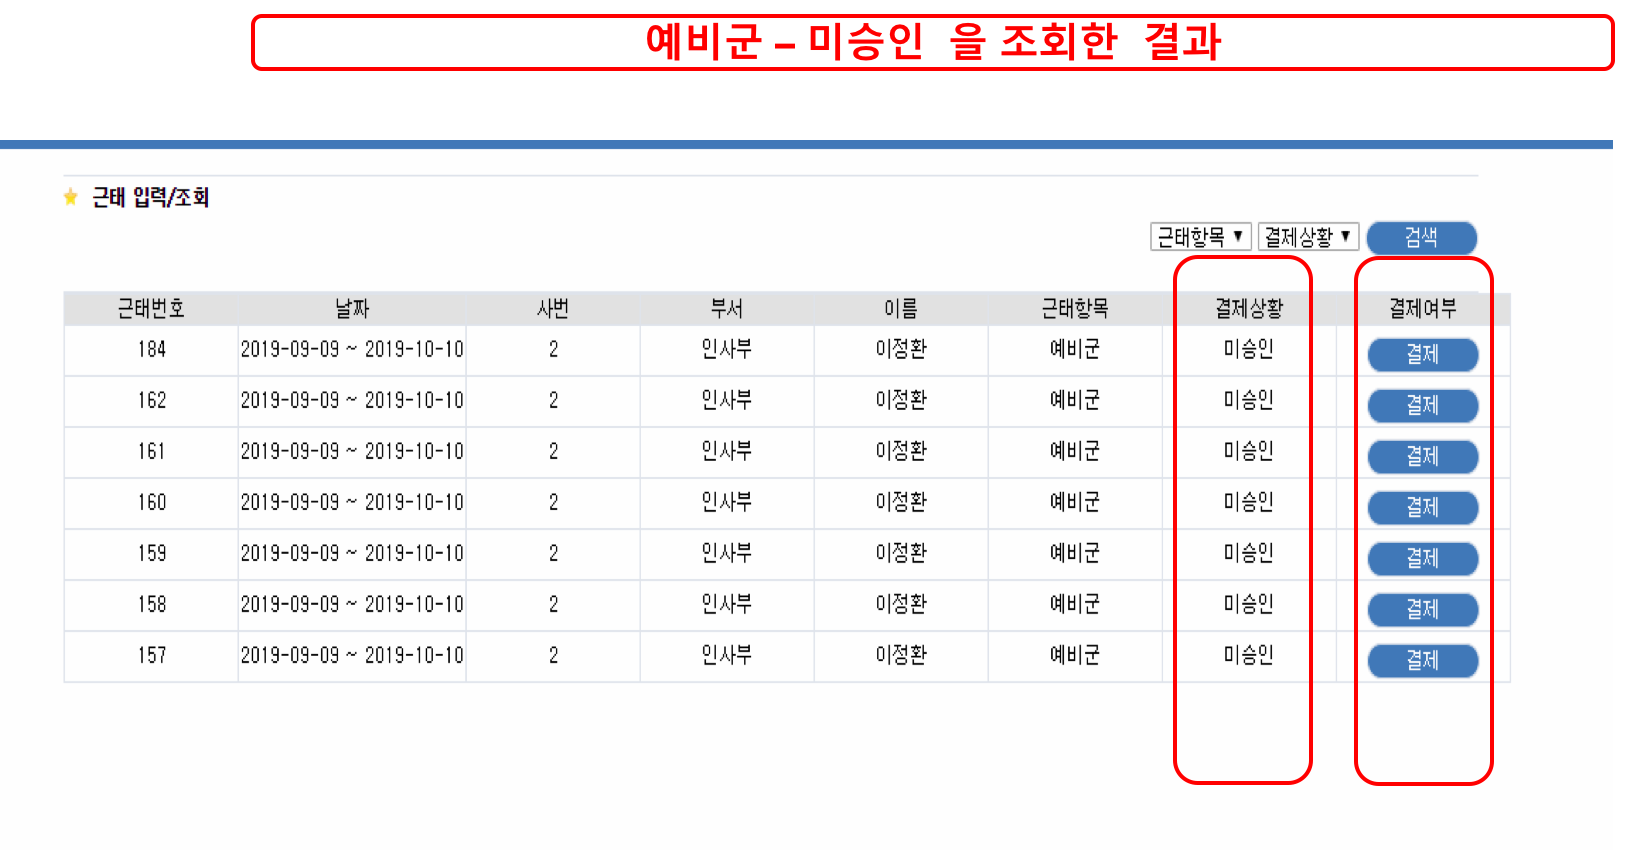 예비군 – 미승인 을 조회한 결과
근태 입력/조회
근태항목 ▼ 결제상황 ▼ 검색
근태번호 날짜 사번 부서 이름 근태항목 결제상황 결제여부
184 2019-09-09 ~ 2019-10-10 2 인사부 이정환 예비군 미승인 결제
162 2019-09-09 ~ 2019-10-10 2 인사부 이정환 예비군 미승인 결제
161 2019-09-09 ~ 2019-10-10 2 인사부 이정환 예비군 미승인 결제
160 2019-09-09 ~ 2019-10-10 2 인사부 이정환 예비군 미승인 결제
159 2019-09-09 ~ 2019-10-10 2 인사부 이정환 예비군 미승인 결제
158 2019-09-09 ~ 2019-10-10 2 인사부 이정환 예비군 미승인 결제
157 2019-09-09 ~ 2019-10-10 2 인사부 이정환 예비군 미승인 결제